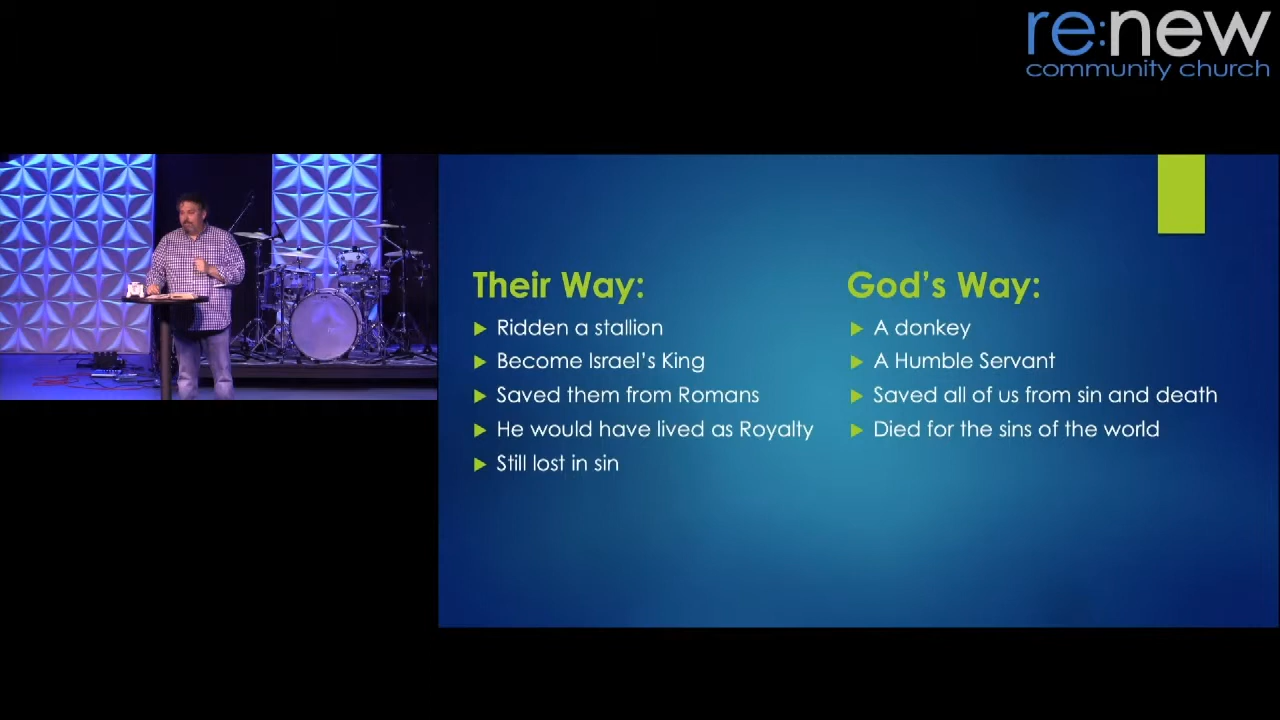 re:new
community church
Their Way:
Ridden a stallion
Become Israel's King
Saved them from Romans
He would have lived as Royalty
Still lost in sin
God's Way:
A donkey
A Humble Servant
Saved all of us from sin and death
Died for the sins of the world